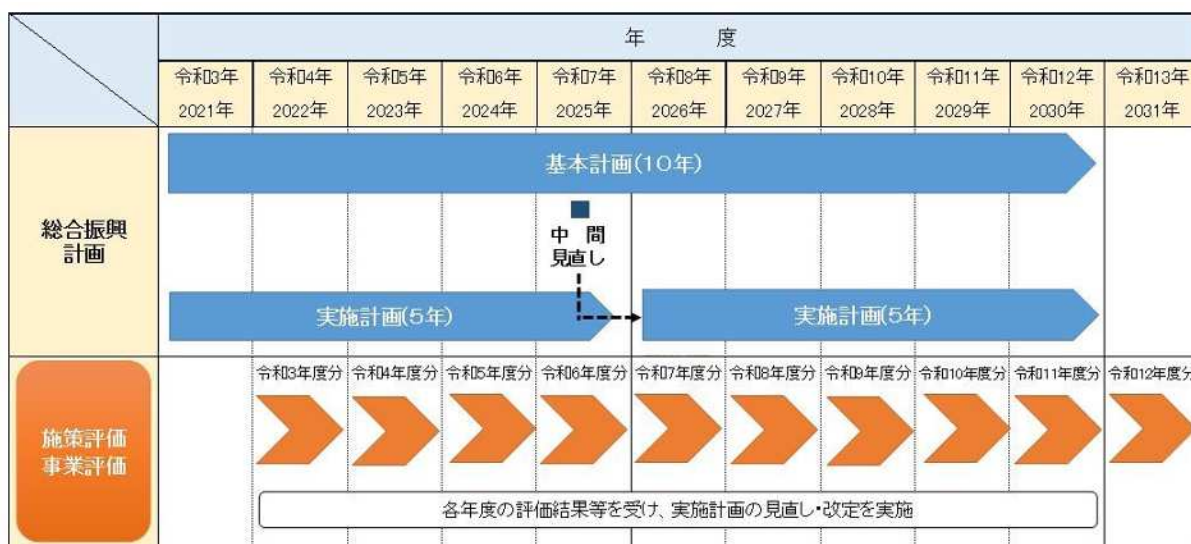 年 度
令和3年 令和4年 令和5年 令和6年 令和7年 令和8年 令和9年 令和10年 令和11年 令和12年 令和13年
2021年 2022年 2023年 2024年 2025年 2026年 2027年 2028年 2029年 2030年 2031年
総合振興
計画
基本計画(10年)
中 間
見直し
実施計画(5年) 実施計画(5年)
施策評価
事業評価
令和3年度分 令和4年度分 令和5年度分 令和6年度分 令和7年度分 令和8年度分 令和9年度分 令和10年度分 令和11年度分 令和12年度分
各年度の評価結果等を受け、実施計画の見直し・改定を実施